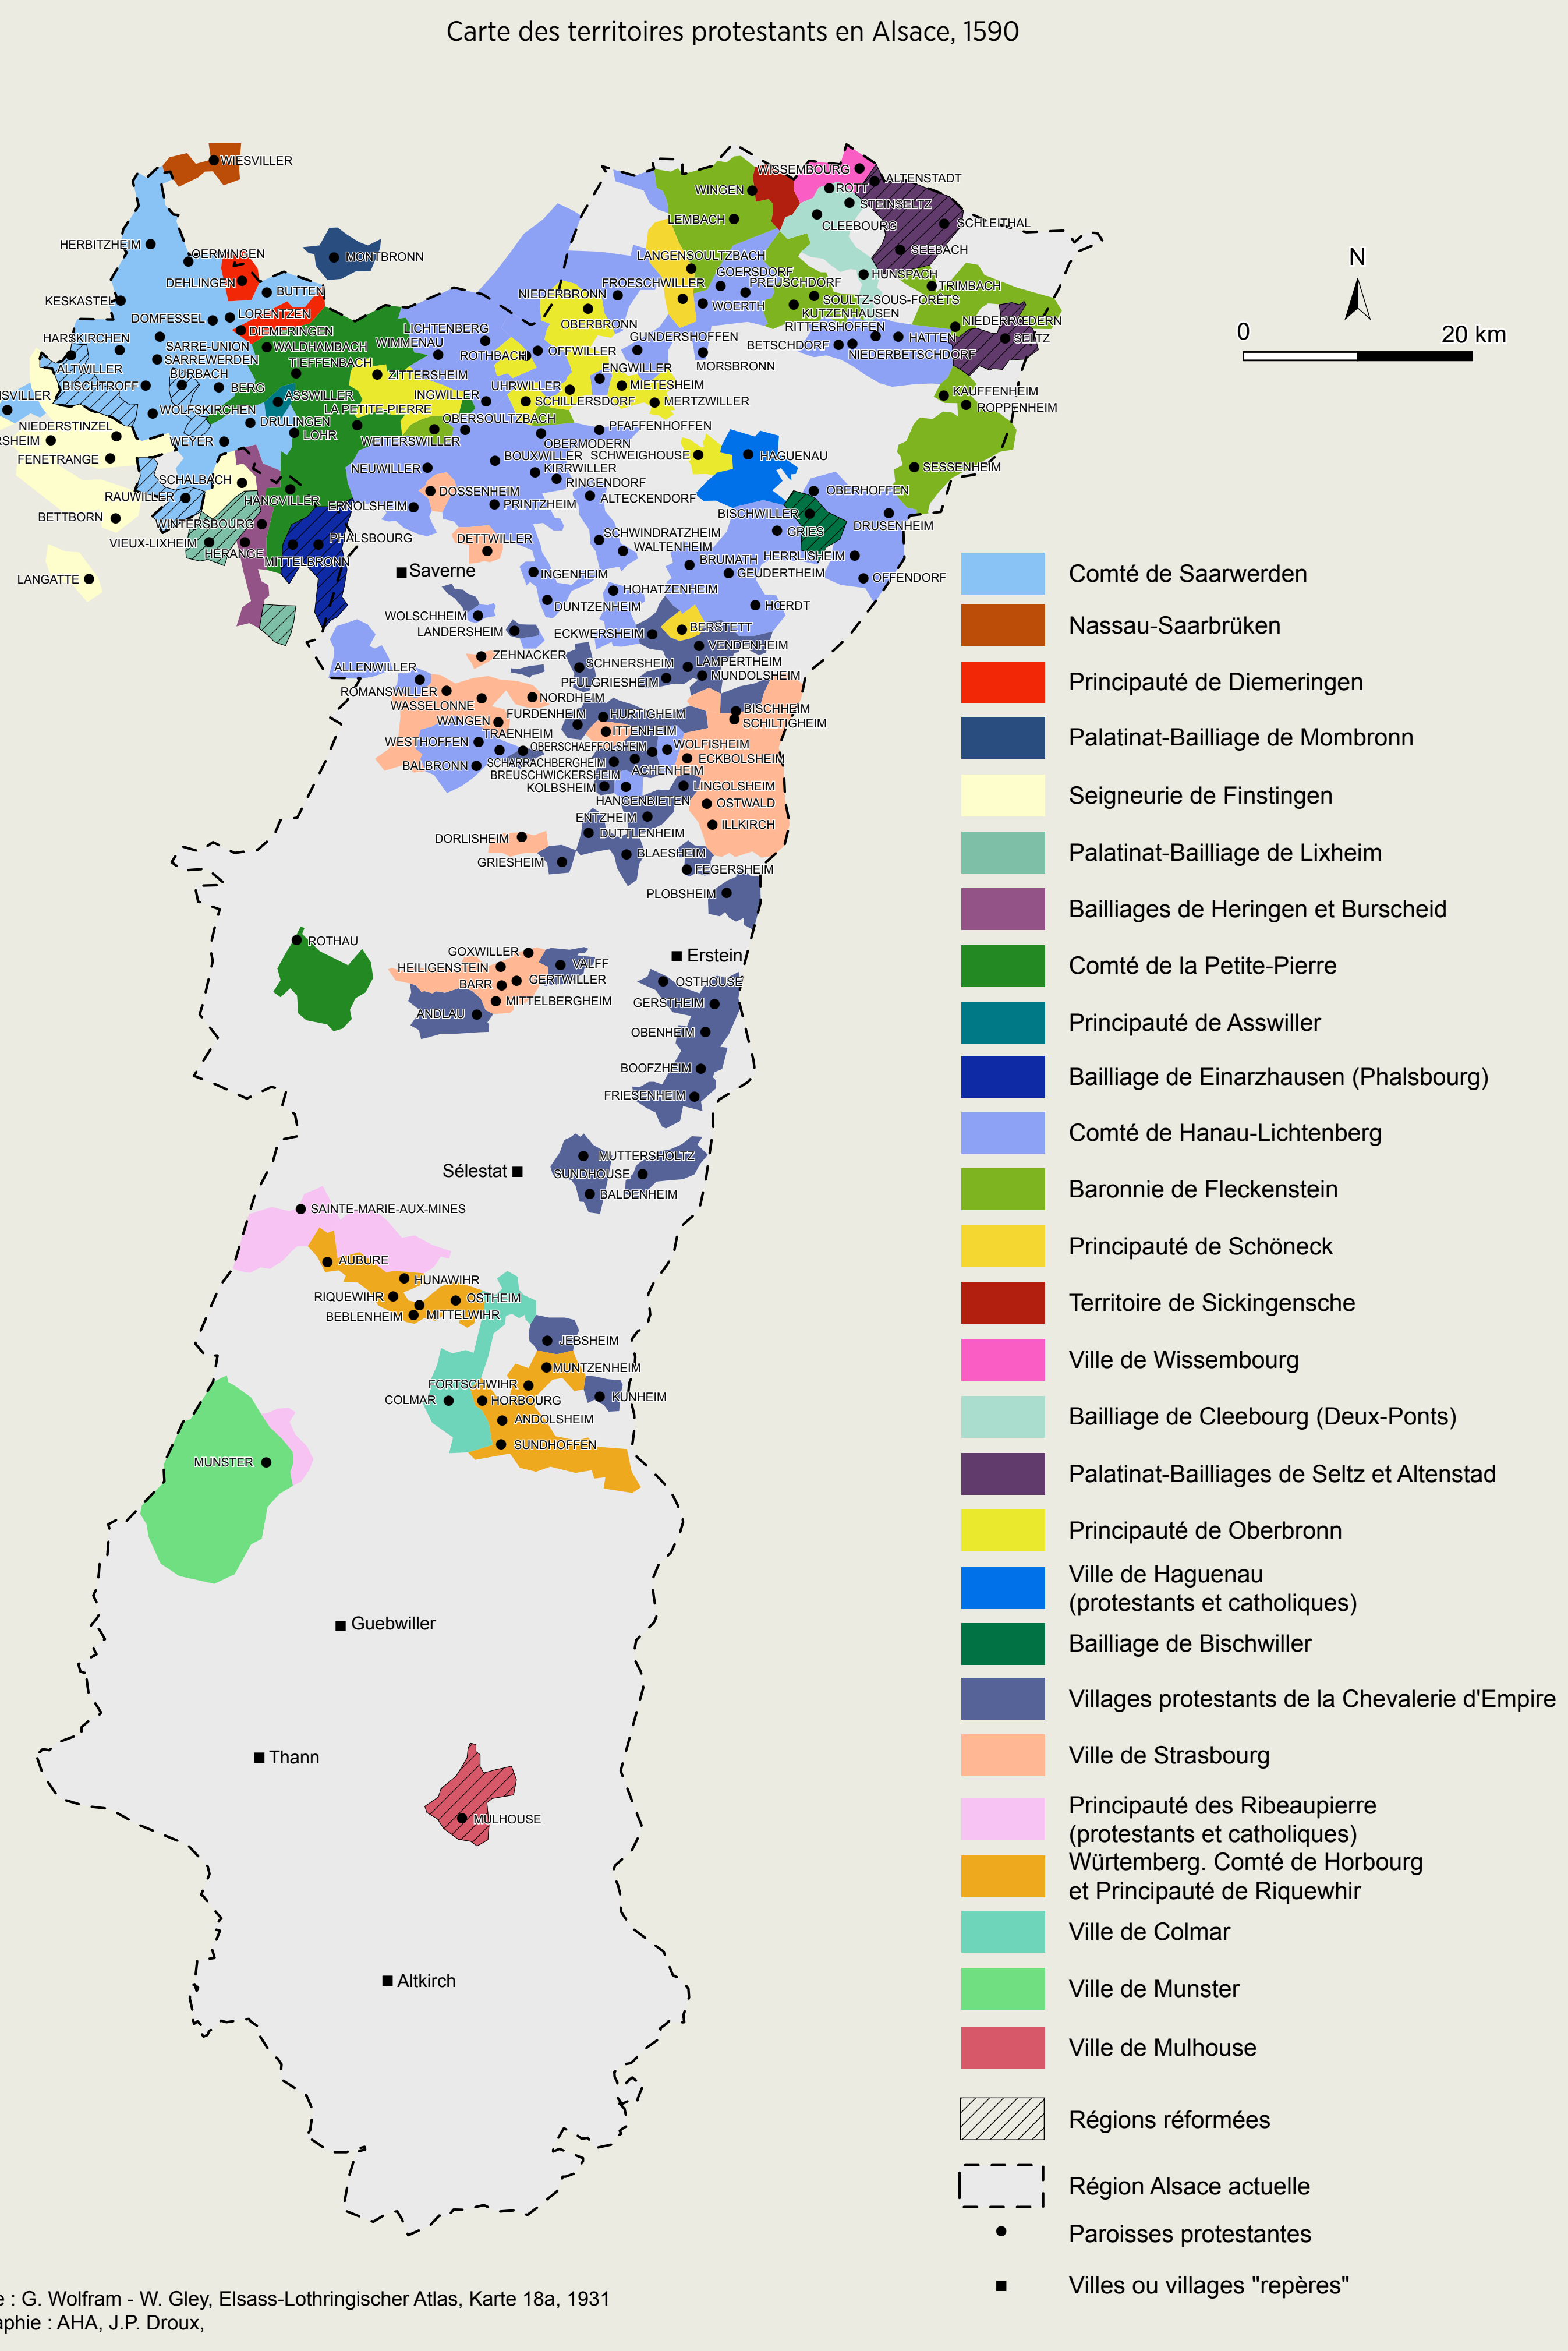 Carte des territoires protestants en Alsace, 1590
WIESVILLER
WISSEMBOURG
ALTENSTADT
WINGEN
ROTT
STEINSELTZ
LEMBACH
CLEEBOURG
SCHLEITHAL
HERBITZHEIM
OERMINGEN
MONTBRONN
SEEBACH
LANGENSOULTZBACH
GOERSDORF
HUNSPACH
DEHLINGEN
BUTTEN
FROESCHWILLER
PREUSCHDORF
TRIMBACH
KESKASTEL
NIEDERBRONN
WOERTH
SOULTZ-SOUS-FORÊTS
KUTZENHAUSEN
DOMFESSEL
LORENTZEN
OBERBRONN
NIEDERRŒDERN
DIEMERINGEN
LICHTENBERG
RITTERSHOFFEN
HARSKIRCHEN
SARRE-UNION
WALDHAMBACH
WIMMENAU
GUNDERSHOFFEN
BETSCHDORF
HATTEN
SELTZ
SARREWERDEN
TIEFFENBACH
ROTHBACH
OFFWILLER
NIEDERBETSCHDORF
ALTWILLER
BURBACH
ENGWILLER
MORSBRONN
BISCHTROFF
BERG
ZITTERSHEIM
UHRWILLER
MIETESHEIM
KAUFFENHEIM
ISVILLER
ASSWILLER
INGWILLER
SCHILLERSDORF
MERTZWILLER
ROPPENHEIM
WOLFSKIRCHEN
LA PETITE-PIERRE
OBERSOULTZBACH
NIEDERSTINZEL
DRULINGEN
LOHR
PFAFFENHOFFEN
RSHEIM
WEYER
WEITERSWILLER
OBERMODERN
FENETRANGE
BOUXWILLER
SCHWEIGHOUSE
HAGUENAU
NEUWILLER
KIRRWILLER
SESSENHEIM
SCHALBACH
RINGENDORF
RAUWILLER
HANGVILLER
DOSSENHEIM
ALTECKENDORF
OBERHOFFEN
ERNOLSHEIM
PRINTZHEIM
BETTBORN
WINTERSBOURG
BISCHWILLER
DRUSENHEIM
VIEUX-LIXHEIM
PHALSBOURG
DETTWILLER
SCHWINDRATZHEIM
GRIES
HERANGE
MITTELBRONN
WALTENHEIM
HERRLISHEIM
BRUMATH
LANGATTE
Saverne
INGENHEIM
GEUDERTHEIM
OFFENDORF
HOHATZENHEIM
DUNTZENHEIM
HŒRDT
WOLSCHHEIM
LANDERSHEIM
ECKWERSHEIM
BERSTETT
VENDENHEIM
ZEHNACKER
SCHNERSHEIM
LAMPERTHEIM
ALLENWILLER
PFULGRIESHEIM
MUNDOLSHEIM
ROMANSWILLER
NORDHEIM
WASSELONNE
FURDENHEIM
HURTIGHEIM
BISCHHEIM
WANGEN
SCHILTIGHEIM
TRAENHEIM
ITTENHEIM
WESTHOFFEN
OBERSCHAEFFOLSHEIM
WOLFISHEIM
BALBRONN
SCHARRACHBERGHEIM
ECKBOLSHEIM
ACHENHEIM
BREUSCHWICKERSHEIM
KOLBSHEIM
LINGOLSHEIM
HANGENBIETEN
OSTWALD
ENTZHEIM
ILLKIRCH
DORLISHEIM
DUTTLENHEIM
BLAESHEIM
GRIESHEIM
FEGERSHEIM
PLOBSHEIM
ROTHAU
GOXWILLER
Erstein
HEILIGENSTEIN
VALFF
BARR
GERTWILLER
OSTHOUSE
MITTELBERGHEIM
GERSTHEIM
ANDLAU
OBENHEIM
BOOFZHEIM
FRIESENHEIM
MUTTERSHOLTZ
Sélestat
SUNDHOUSE
BALDENHEIM
SAINTE-MARIE-AUX-MINES
AUBURE
HUNAWIHR
RIQUEWIHR
OSTHEIM
BEBLENHEIM
MITTELWIHR
JEBSHEIM
MUNTZENHEIM
FORTSCHWIHR
COLMAR
HORBOURG
KUNHEIM
ANDOLSHEIM
SUNDHOFFEN
MUNSTER
Guebwiller
Thann
MULHOUSE
Altkirch
N
0
20 km
Comté de Saarwerden
Nassau-Saarbrüken
Principauté de Diemeringen
Palatinat-Bailliage de Mombronn
Seigneurie de Finstingen
Palatinat-Bailliage de Lixheim
Bailliages de Heringen et Burscheid
Comté de la Petite-Pierre
Principauté de Asswiller
Bailliage de Einarzhausen (Phalsbourg)
Comté de Hanau-Lichtenberg
Baronnie de Fleckenstein
Principauté de Schöneck
Territoire de Sickingensche
Ville de Wissembourg
Bailliage de Cleebourg (Deux-Ponts)
Palatinat-Bailliages de Seltz et Altenstad
Principauté de Oberbronn
Ville de Haguenau
(protestants et catholiques)
Bailliage de Bischwiller
Villages protestants de la Chevalerie d'Empire
Ville de Strasbourg
Principauté des Ribeaupierre
(protestants et catholiques)
Würtemberg. Comté de Horbourg
et Principauté de Riquewhir
Ville de Colmar
Ville de Munster
Ville de Mulhouse
Régions réformées
Région Alsace actuelle
Paroisses protestantes
Villes ou villages "repères"
e : G. Wolfram - W. Gley, Elsass-Lothringischer Atlas, Karte 18a, 1931
aphie : AHA, J.P. Droux,